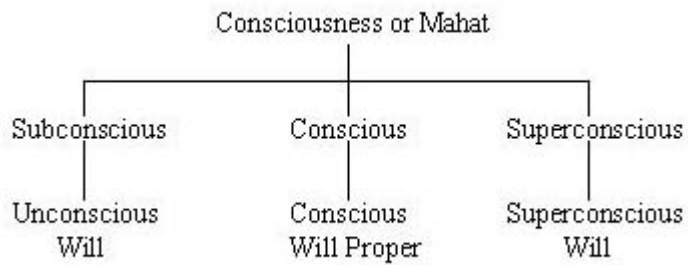 Consciousness or Mahat
Subconscious Conscious Superconscious
Unconscious Conscious Superconscious
Will Will Proper Will